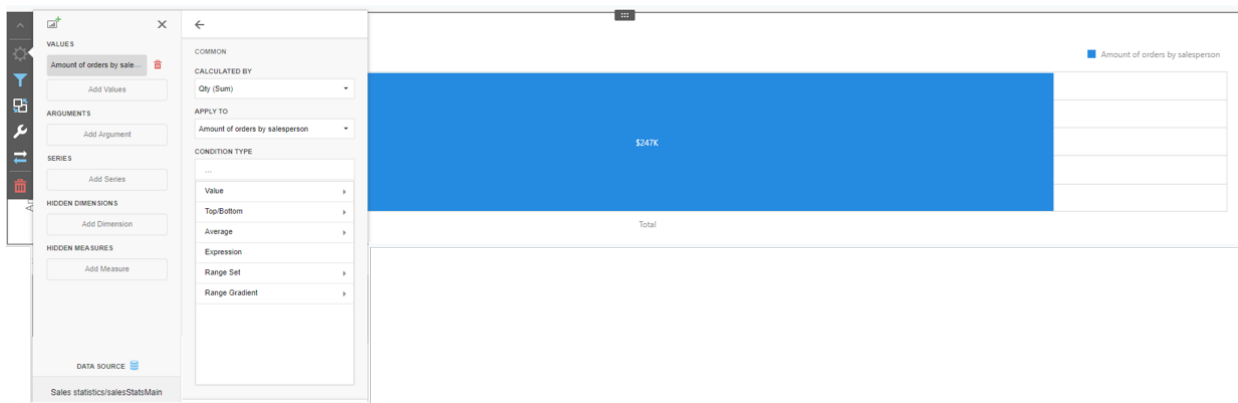 VALUES
Amount of orders by sale...
Add Values
ARGUMENTS
Add Argument
SERIES
Add Series
HIDDEN DIMENSIONS
Add Dimension
HIDDEN MEASURES
Add Measure
DATA SOURCE
Sales statistics/salesStatsMain
COMMON
CALCULATED BY
Qty (Sum)
APPLY TO
Amount of orders by salesperson
CONDITION TYPE
...
Value
Top/Bottom
Average
Expression
Range Set
Range Gradient
Amount of orders by salesperson
$247K
Total